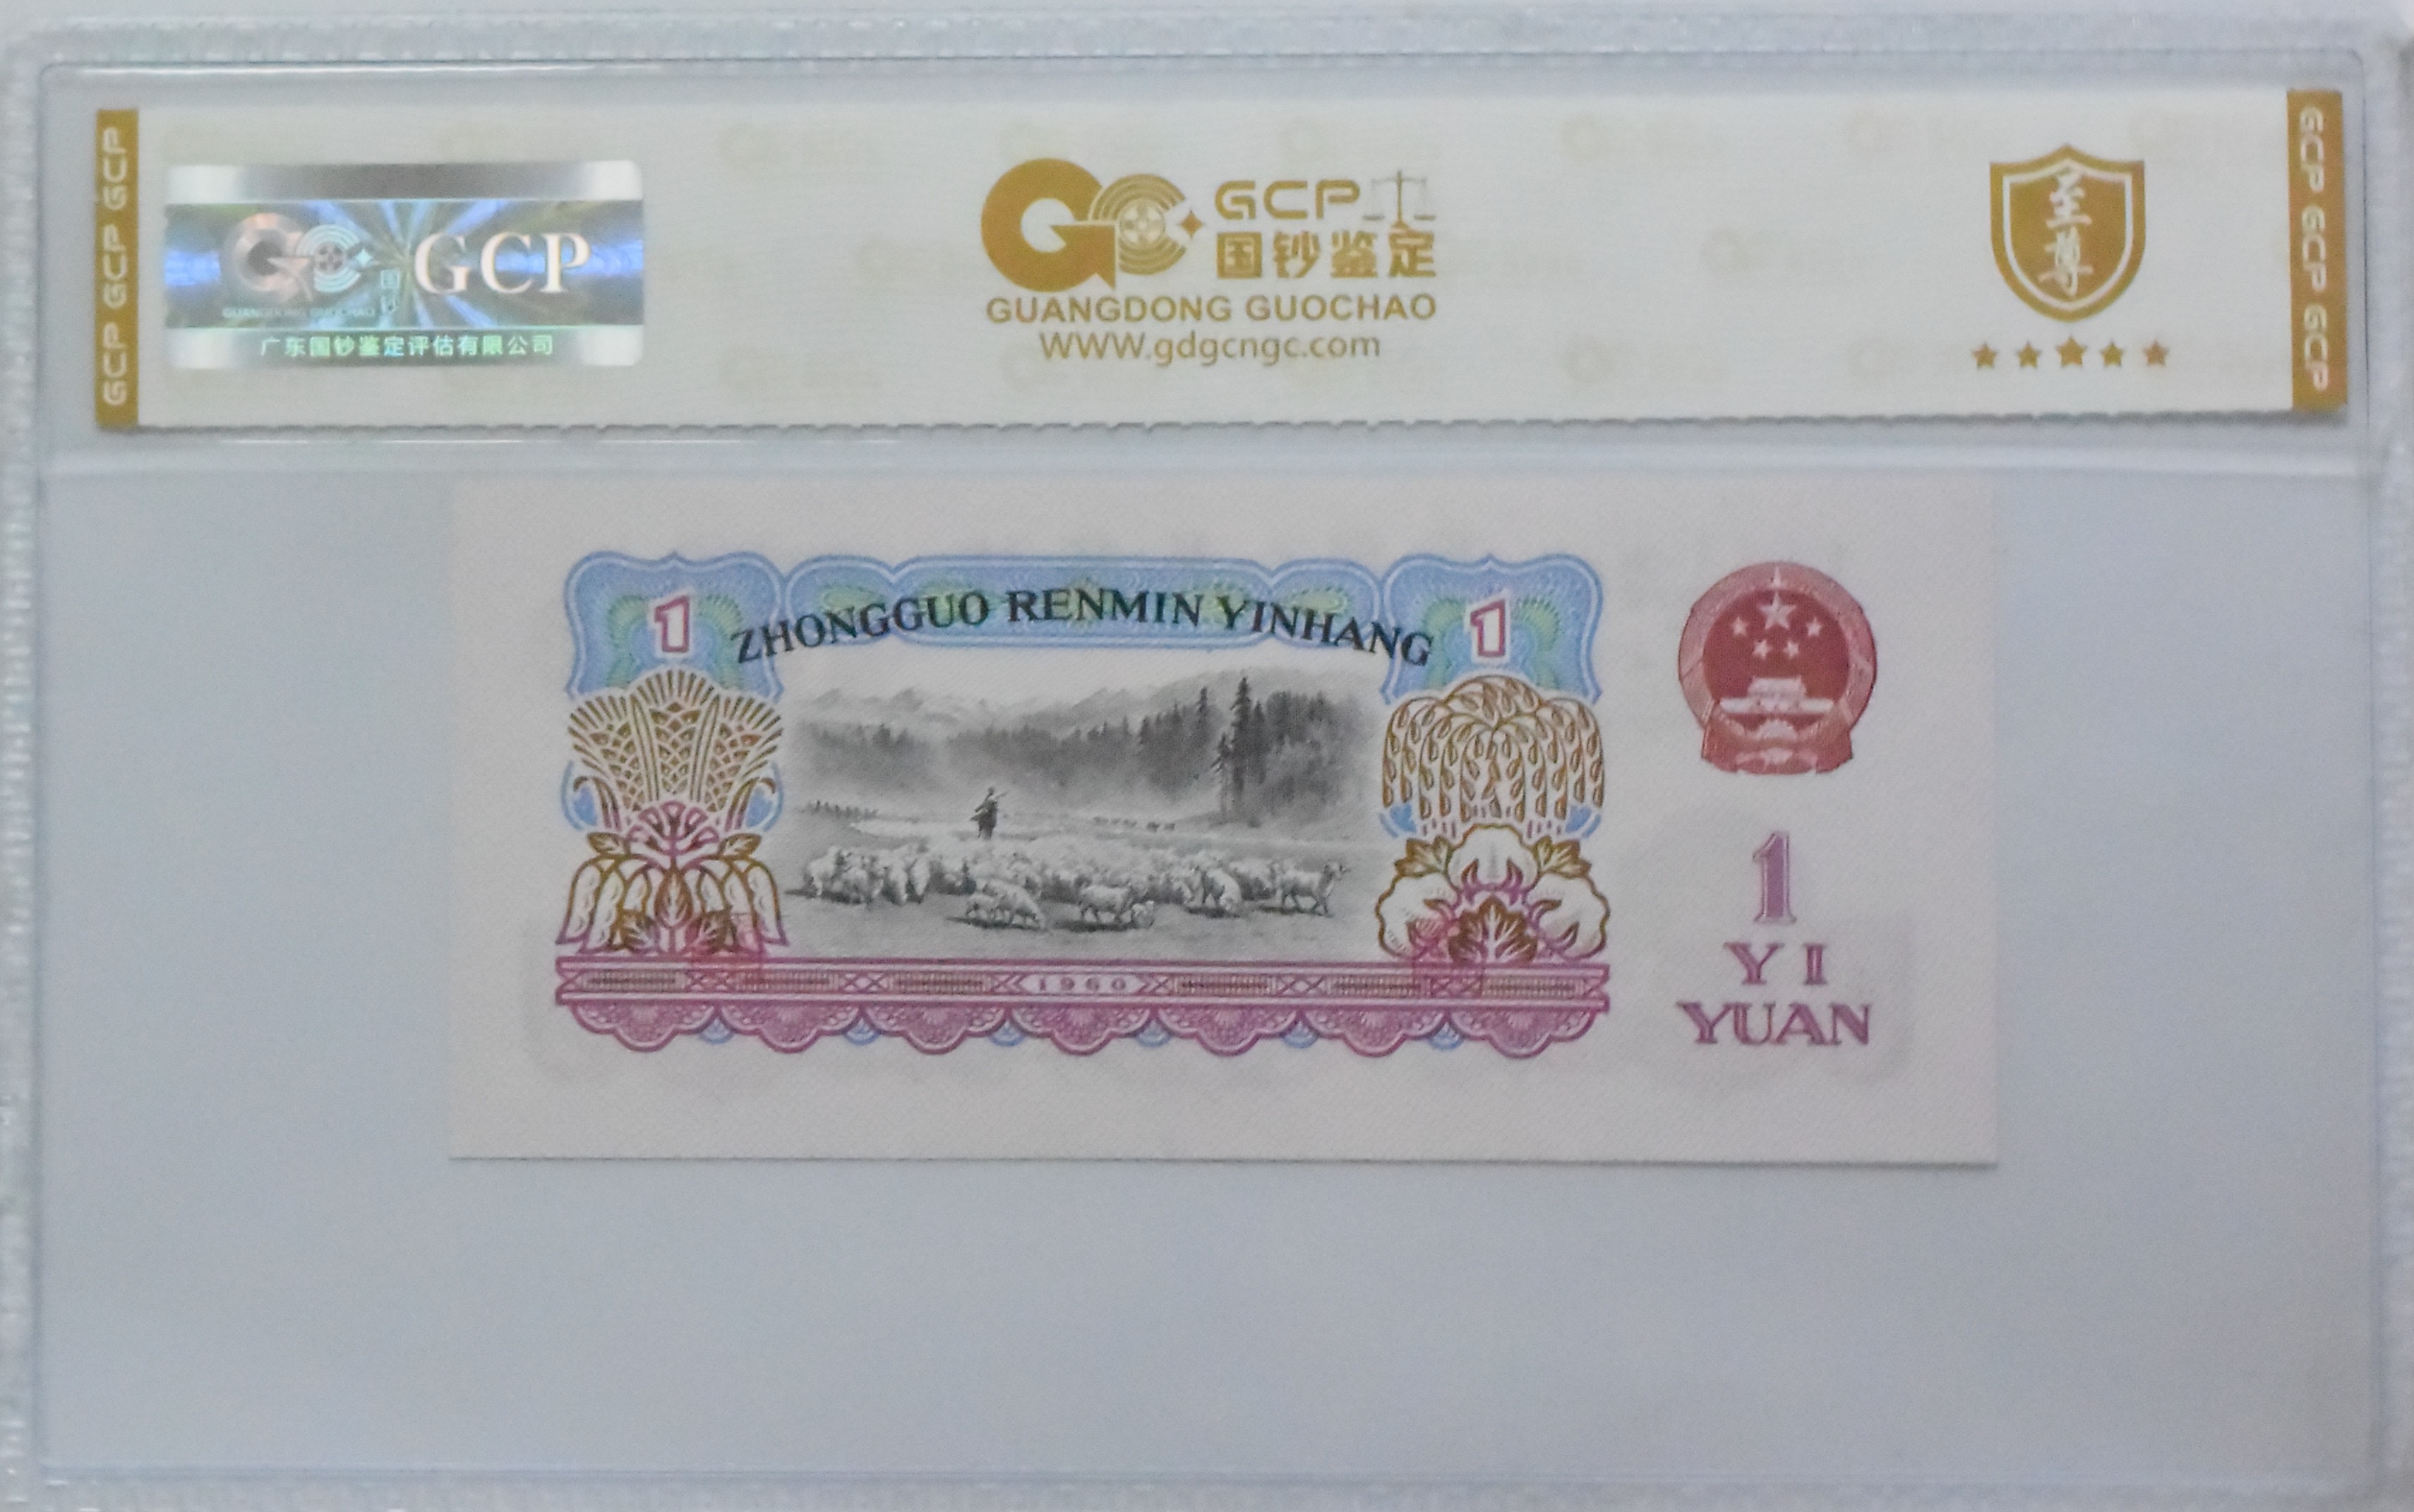 GCP GCP GCP
GCP
国钞
GUANGDONG GUOCHAO
广东国钞鉴定评估有限公司
GCP
国钞鉴定
GUANGDONG GUOCHAO
www.gdgcngc.com
至尊
GCP GCP GCP
1
ZHONGGUO RENMIN YINHANG
1
1960
1
YI
YUAN